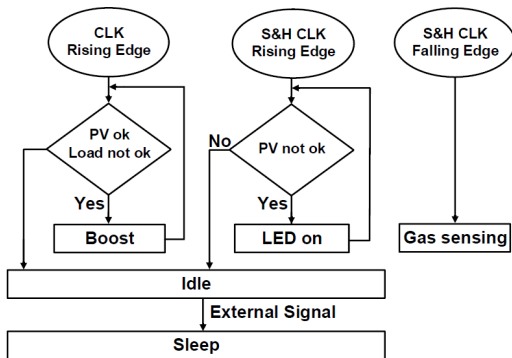 CLK
Rising Edge
S&H CLK
Rising Edge
S&H CLK
Falling Edge
PV ok
Load not ok
No
PV not ok
Yes
Yes
Boost
LED on
Gas sensing
Idle
External Signal
Sleep